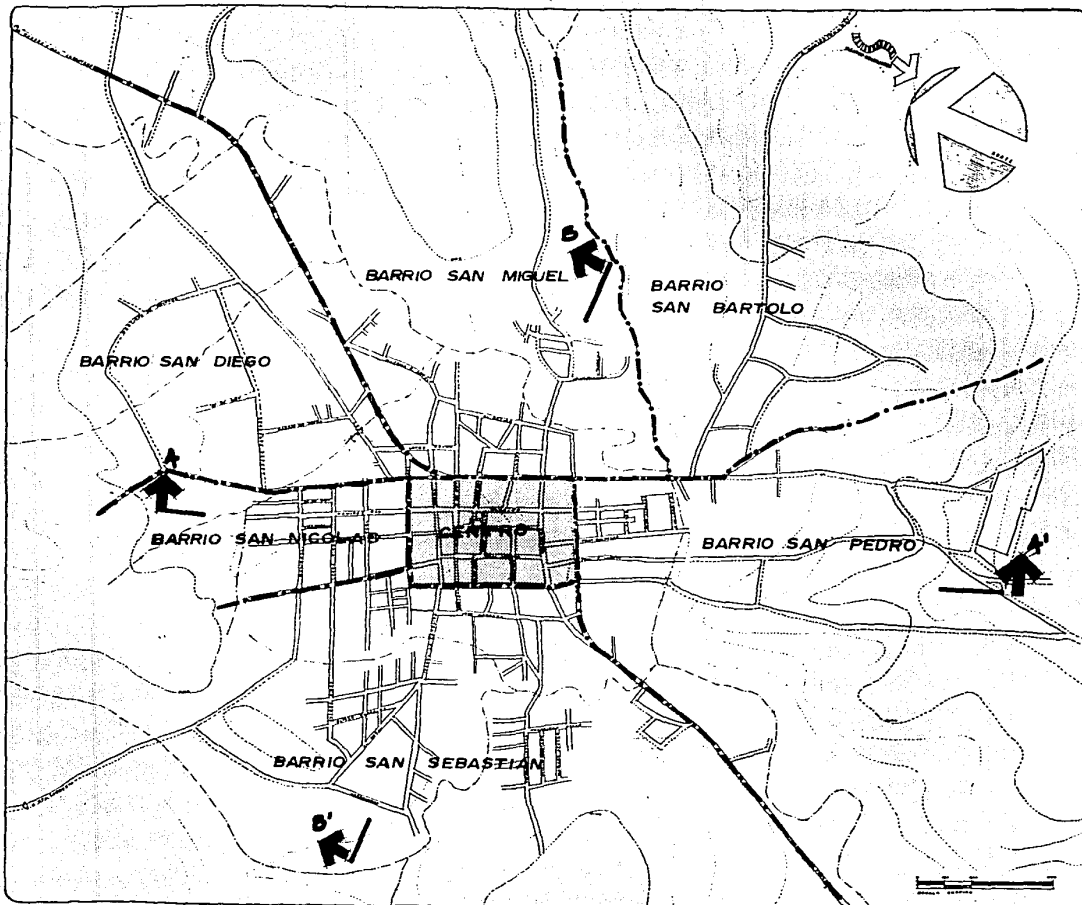 B
BARRIO SAN MIGUEL
BARRIO
SAN BARTOLO
BARRIO SAN DIEGO
A
BARRIO SAN NICOLAS
CENTRO
BARRIO SAN PEDRO
A'
BARRIO SAN SEBASTIAN
B'